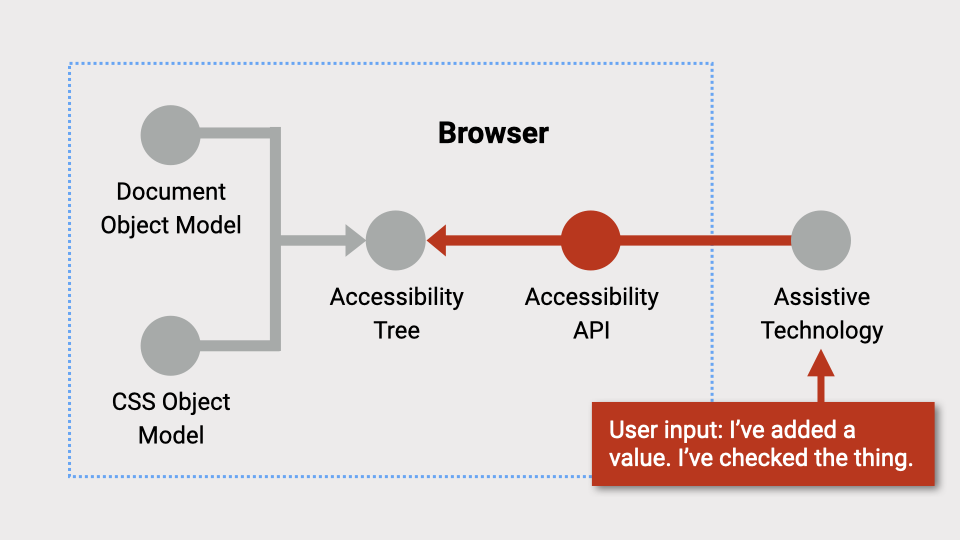 Browser
Document
Object Model
Accessibility
Tree
Accessibility
API
Assistive
Technology
CSS Object
Model
User input: I’ve added a
value. I’ve checked the thing.